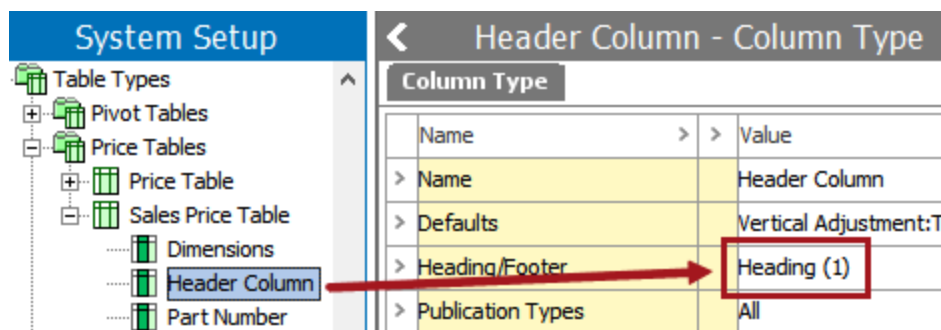 System Setup
Table Types
Pivot Tables
Price Tables
Price Table
Sales Price Table
Dimensions
Header Column
Part Number
Header Column - Column Type
Column Type
Name > > Value
> Name Header Column
> Defaults Vertical Adjustment:T
> Heading/Footer Heading (1)
> Publication Types All